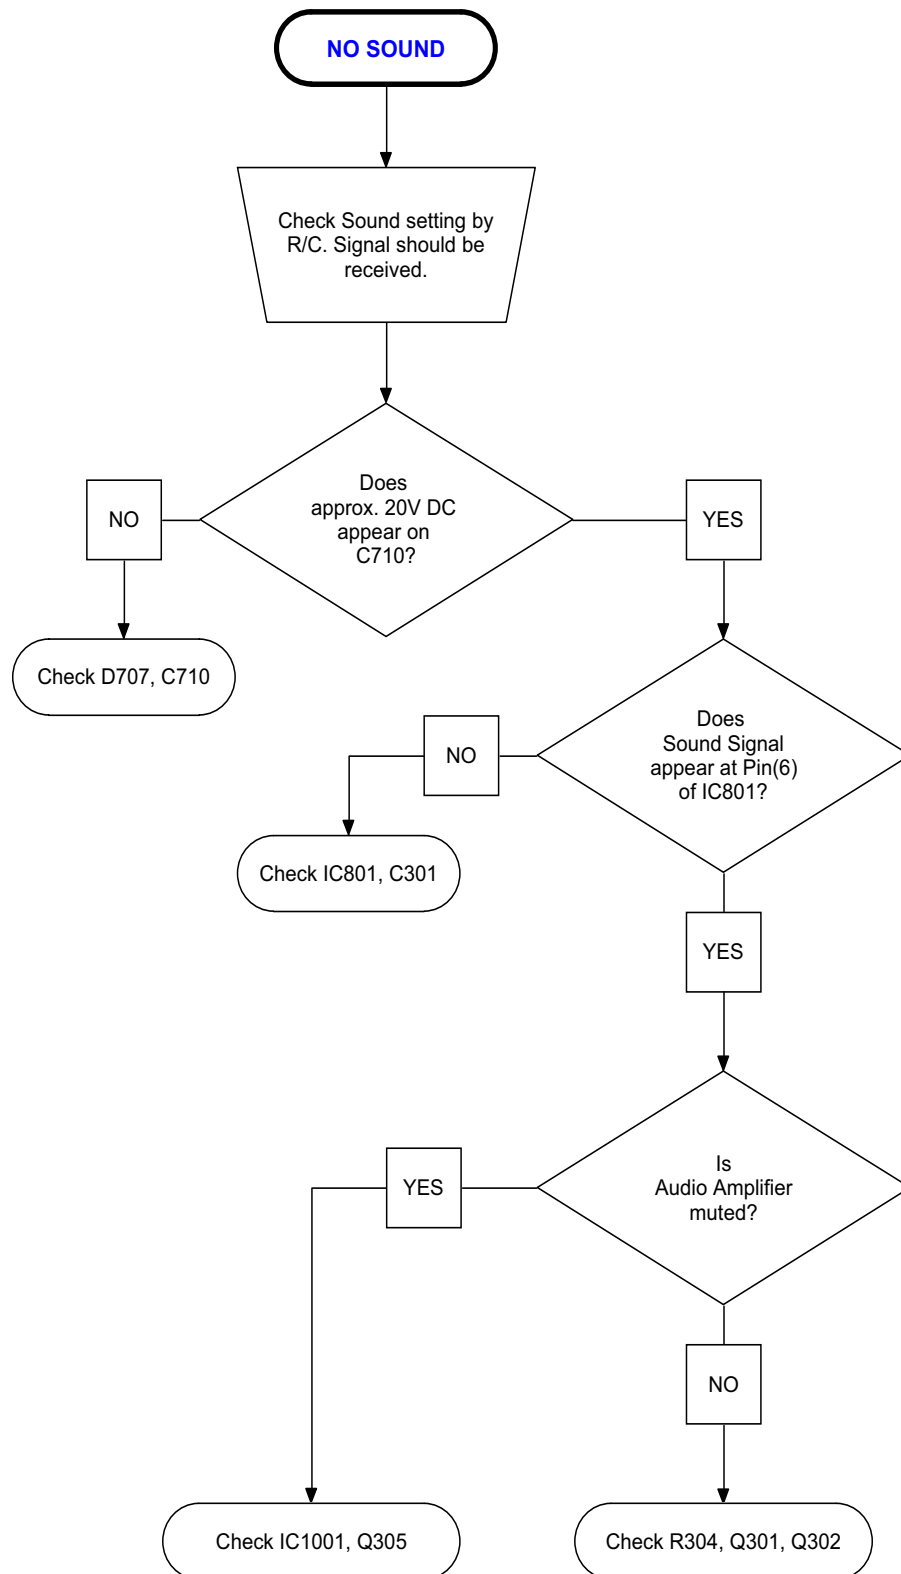 NO SOUND
Check Sound setting by
R/C. Signal should be
received.
Does
approx. 20V DC
appear on
C710?
NO
YES
Check D707, C710
Does
Sound Signal
appear at Pin(6)
of IC801?
NO
Check IC801, C301
YES
Is
Audio Amplifier
muted?
YES
NO
Check IC1001, Q305
Check R304, Q301, Q302